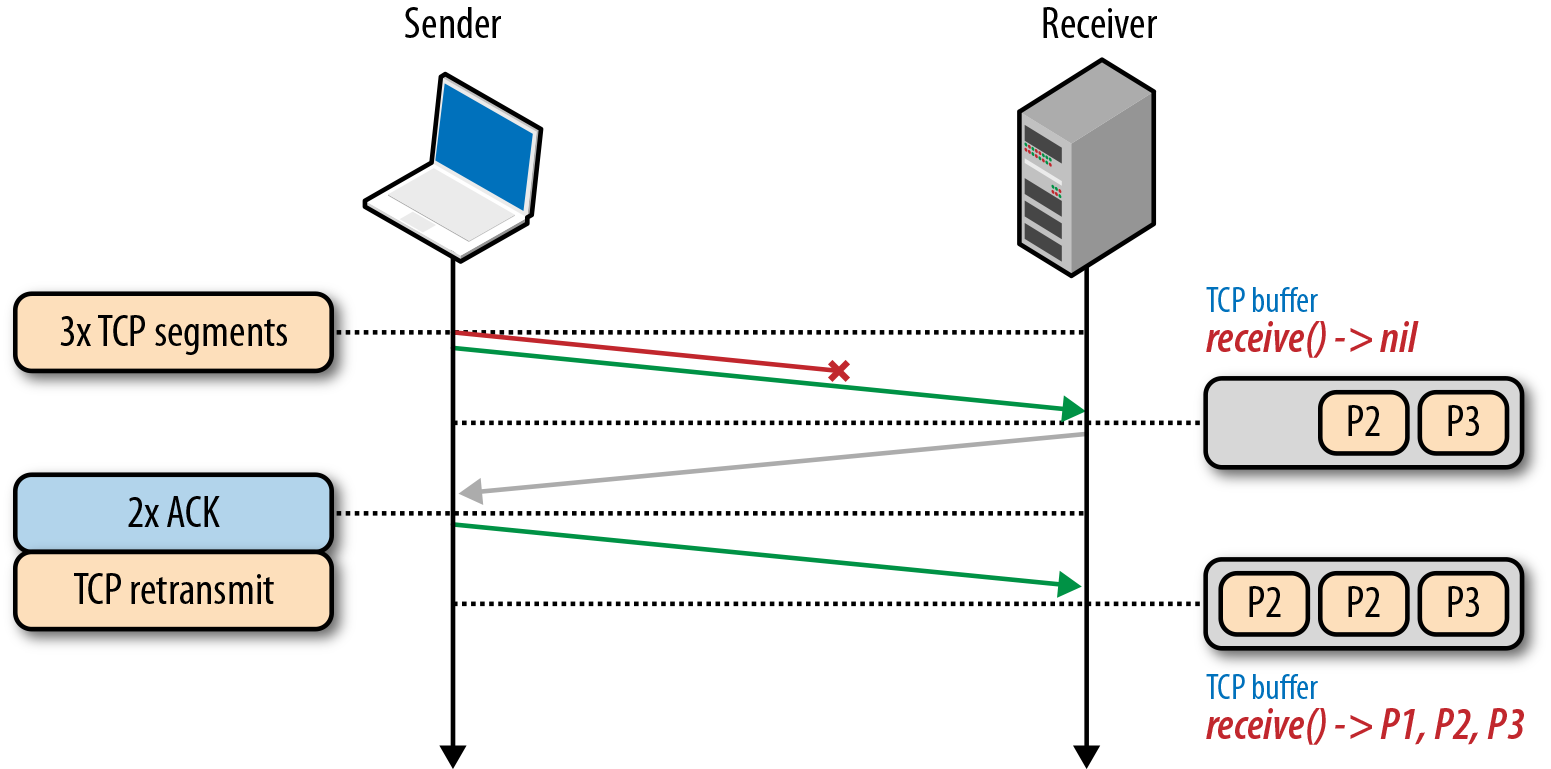 Sender
Receiver
3x TCP segments
TCP buffer
receive() -> nil
P2 P3
2x ACK
TCP retransmit
P2 P2 P3
TCP buffer
receive() -> P1, P2, P3